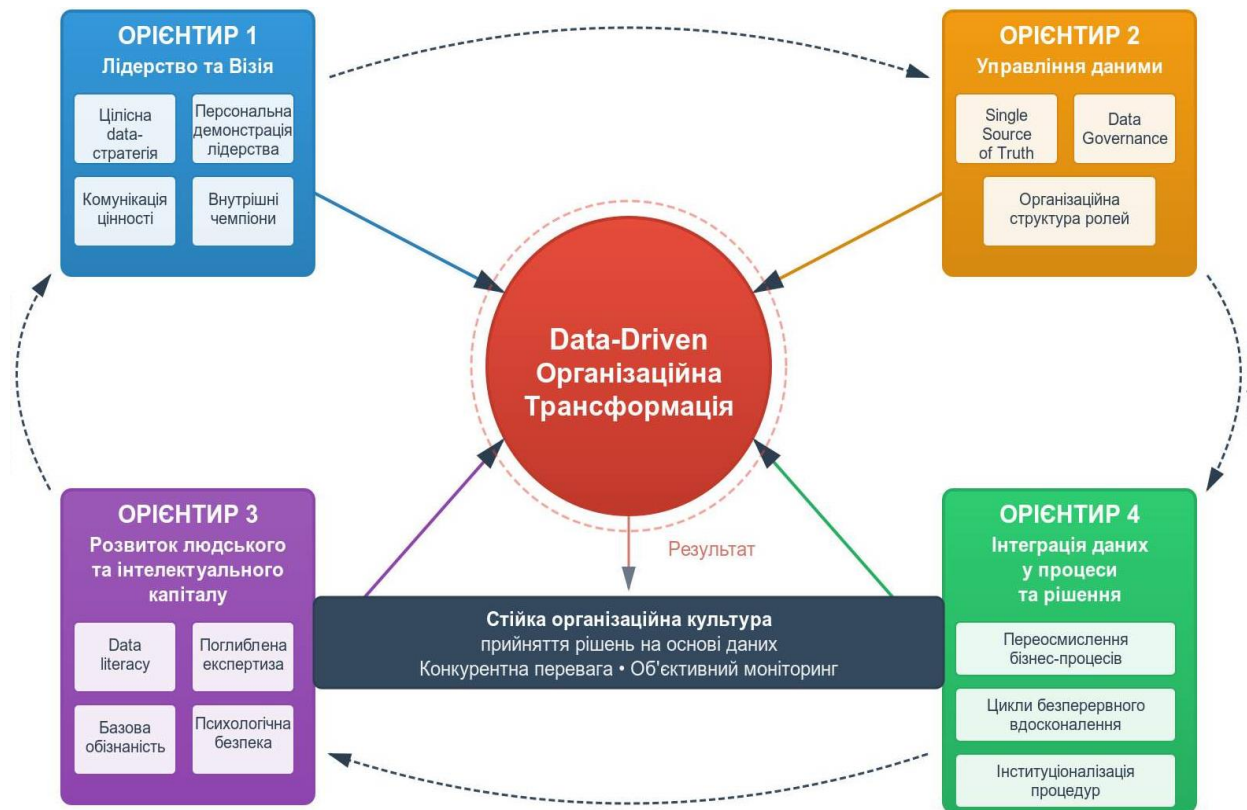 ОРІЄНТИР 1
Лідерство та Візія
Цілісна
data-
стратегія
Персональна
демонстрація
лідерства
Комунікація
цінності
Внутрішні
чемпіони
ОРІЄНТИР 2
Управління даними
Single
Source
of Truth
Data
Governance
Організаційна
структура ролей
Data-Driven
Організаційна
Трансформація
Результат
ОРІЄНТИР 3
Розвиток людського
та інтелектуального
капіталу
Data
literacy
Поглиблена
експертиза
Базова
обізнаність
Психологічна
безпека
Стійка організаційна культура
прийняття рішень на основі даних
Конкурентна перевага • Об'єктивний моніторинг
ОРІЄНТИР 4
Інтеграція даних
у процеси
та рішення
Переосмислення
бізнес-процесів
Цикли безперервного
вдосконалення
Інституціоналізація
процедур